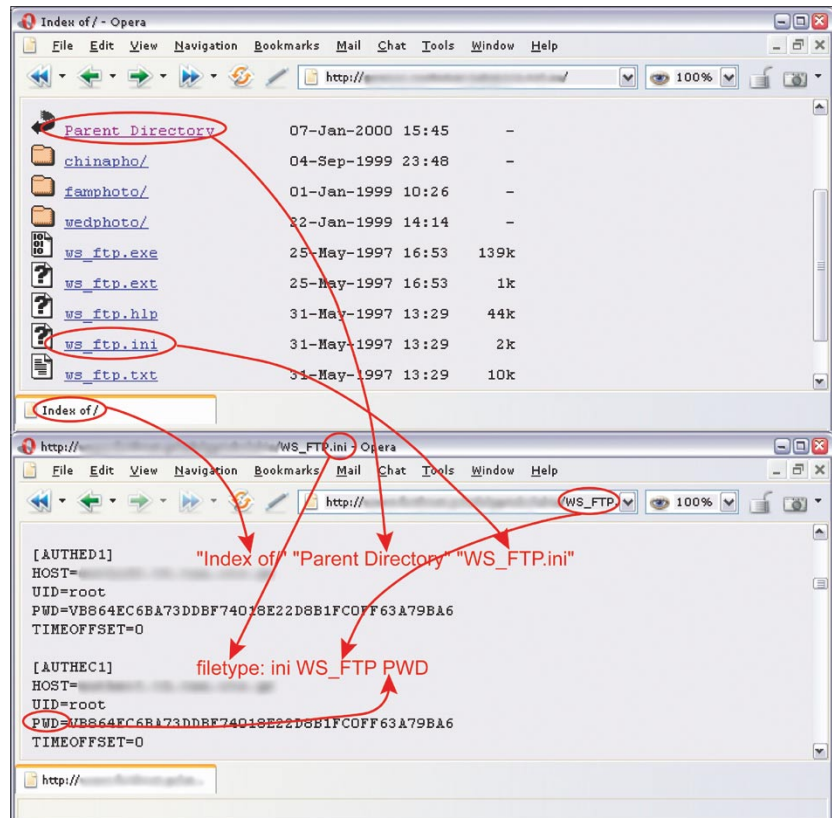 Index of / - Opera
File Edit View Navigation Bookmarks Mail Chat Tools Window Help
http:// / 100%
Parent Directory 07-Jan-2000 15:45 -
chinapho/ 04-Sep-1999 23:48 -
famphoto/ 01-Jan-1999 10:26 -
wedphoto/ 22-Jan-1999 14:14 -
ws_ftp.exe 25-May-1997 16:53 139k
ws_ftp.ext 25-May-1997 16:53 1k
ws_ftp.hlp 31-May-1997 13:29 44k
ws_ftp.ini 31-May-1997 13:29 2k
ws_ftp.txt 31-May-1997 13:29 10k
Index of /
http:// /WS_FTP.ini - Opera
File Edit View Navigation Bookmarks Mail Chat Tools Window Help
http:// /WS_FTP 100%
[AUTHED1]
"Index of/" "Parent Directory" "WS_FTP.ini"
HOST=
UID=root
PWD=VB864EC6BA73DDBF74018E22D8B1FC0FF63A79BA6
TIMEOFFSET=0
[AUTHEC1]
filetype: ini WS_FTP PWD
HOST=
UID=root
PWD=VB864EC6BA73DDBF74018E22D8B1FC0FF63A79BA6
TIMEOFFSET=0
http://